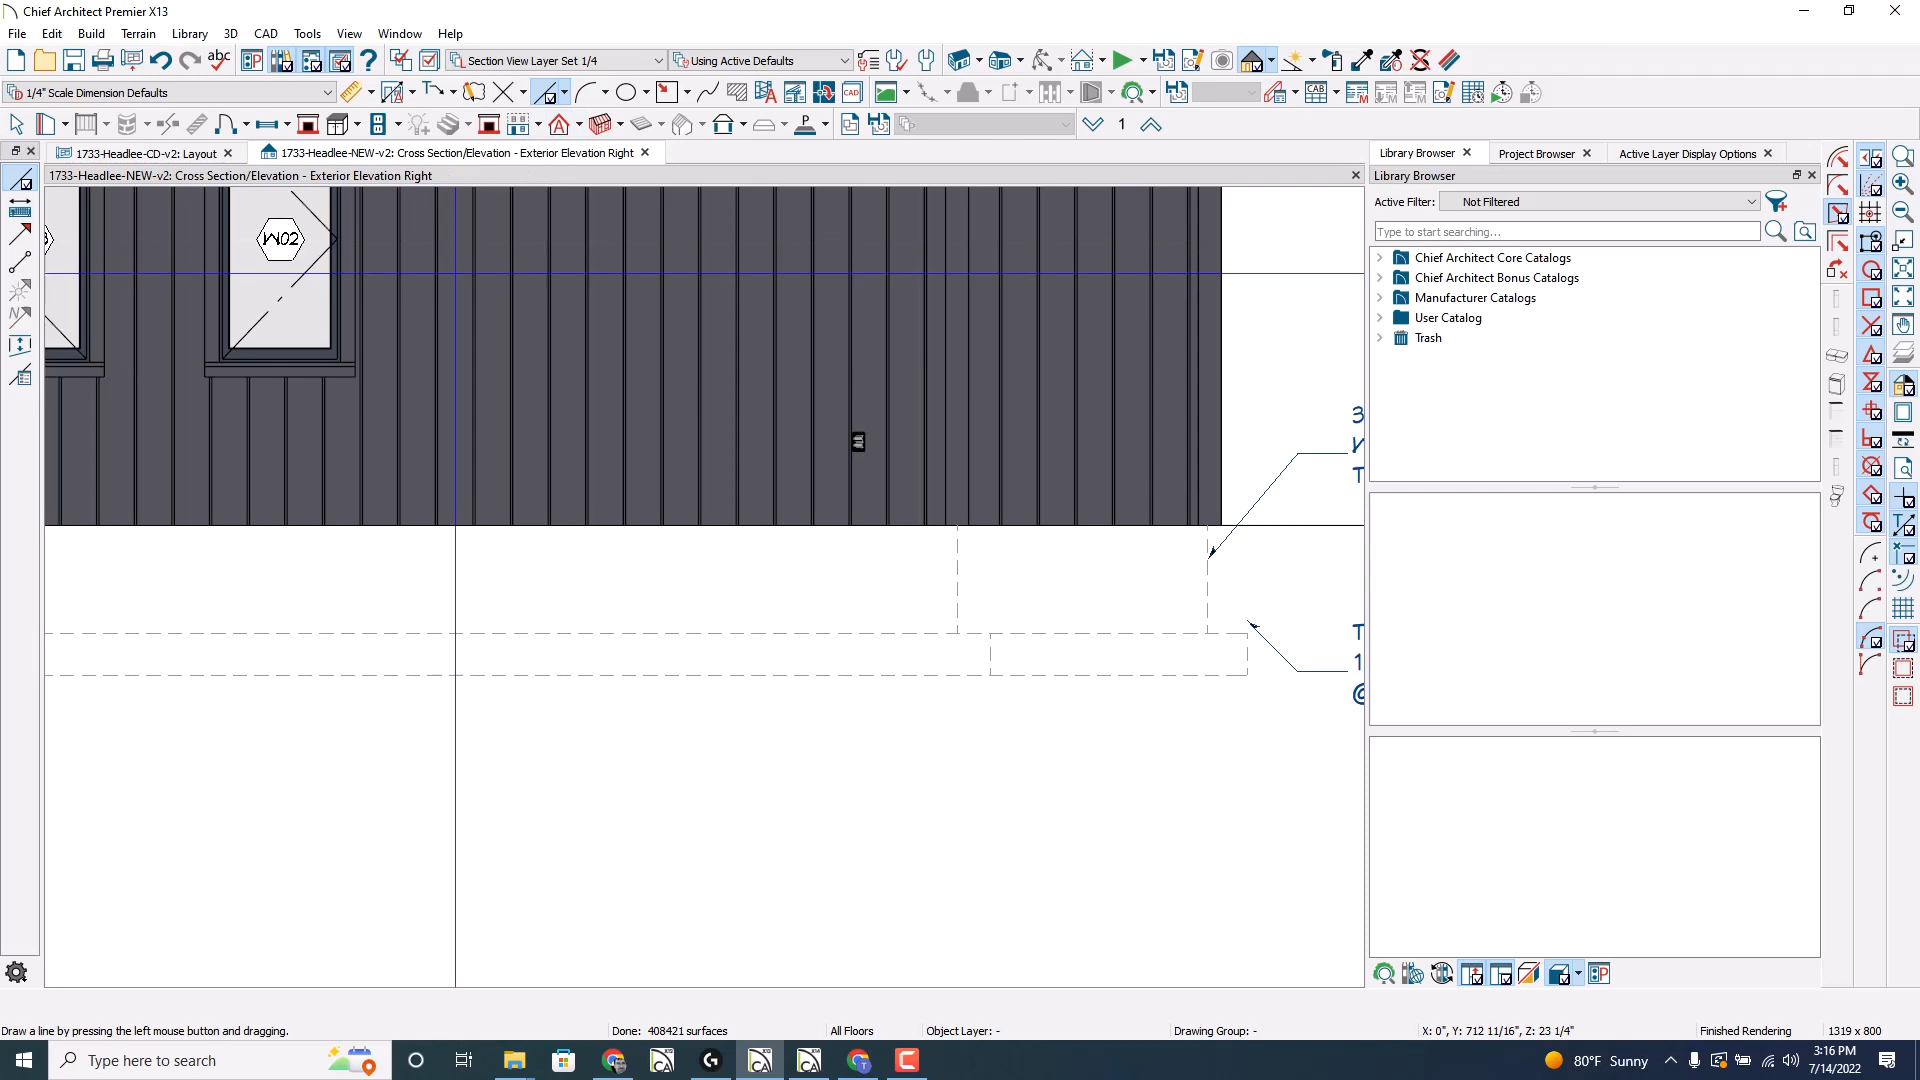 Chief Architect Premier X13
File Edit Build Terrain Library 3D CAD Tools View Window Help
Section View Layer Set 1/4 Using Active Defaults
1/4" Scale Dimension Defaults
1
1733-Headlee-CD-v2: Layout 1733-Headlee-NEW-v2: Cross Section/Elevation - Exterior Elevation Right
1733-Headlee-NEW-v2: Cross Section/Elevation - Exterior Elevation Right
W02
3
T
T
1
@
Library Browser Project Browser Active Layer Display Options
Library Browser
Active Filter: Not Filtered
Type to start searching...
Chief Architect Core Catalogs
Chief Architect Bonus Catalogs
Manufacturer Catalogs
User Catalog
Trash
Draw a line by pressing the left mouse button and dragging. Done: 408421 surfaces All Floors Object Layer: - Drawing Group: - X: 0", Y: 712 11/16", Z: 23 1/4" Finished Rendering 1319 x 800
Type here to search
80°F Sunny
3:16 PM
7/14/2022